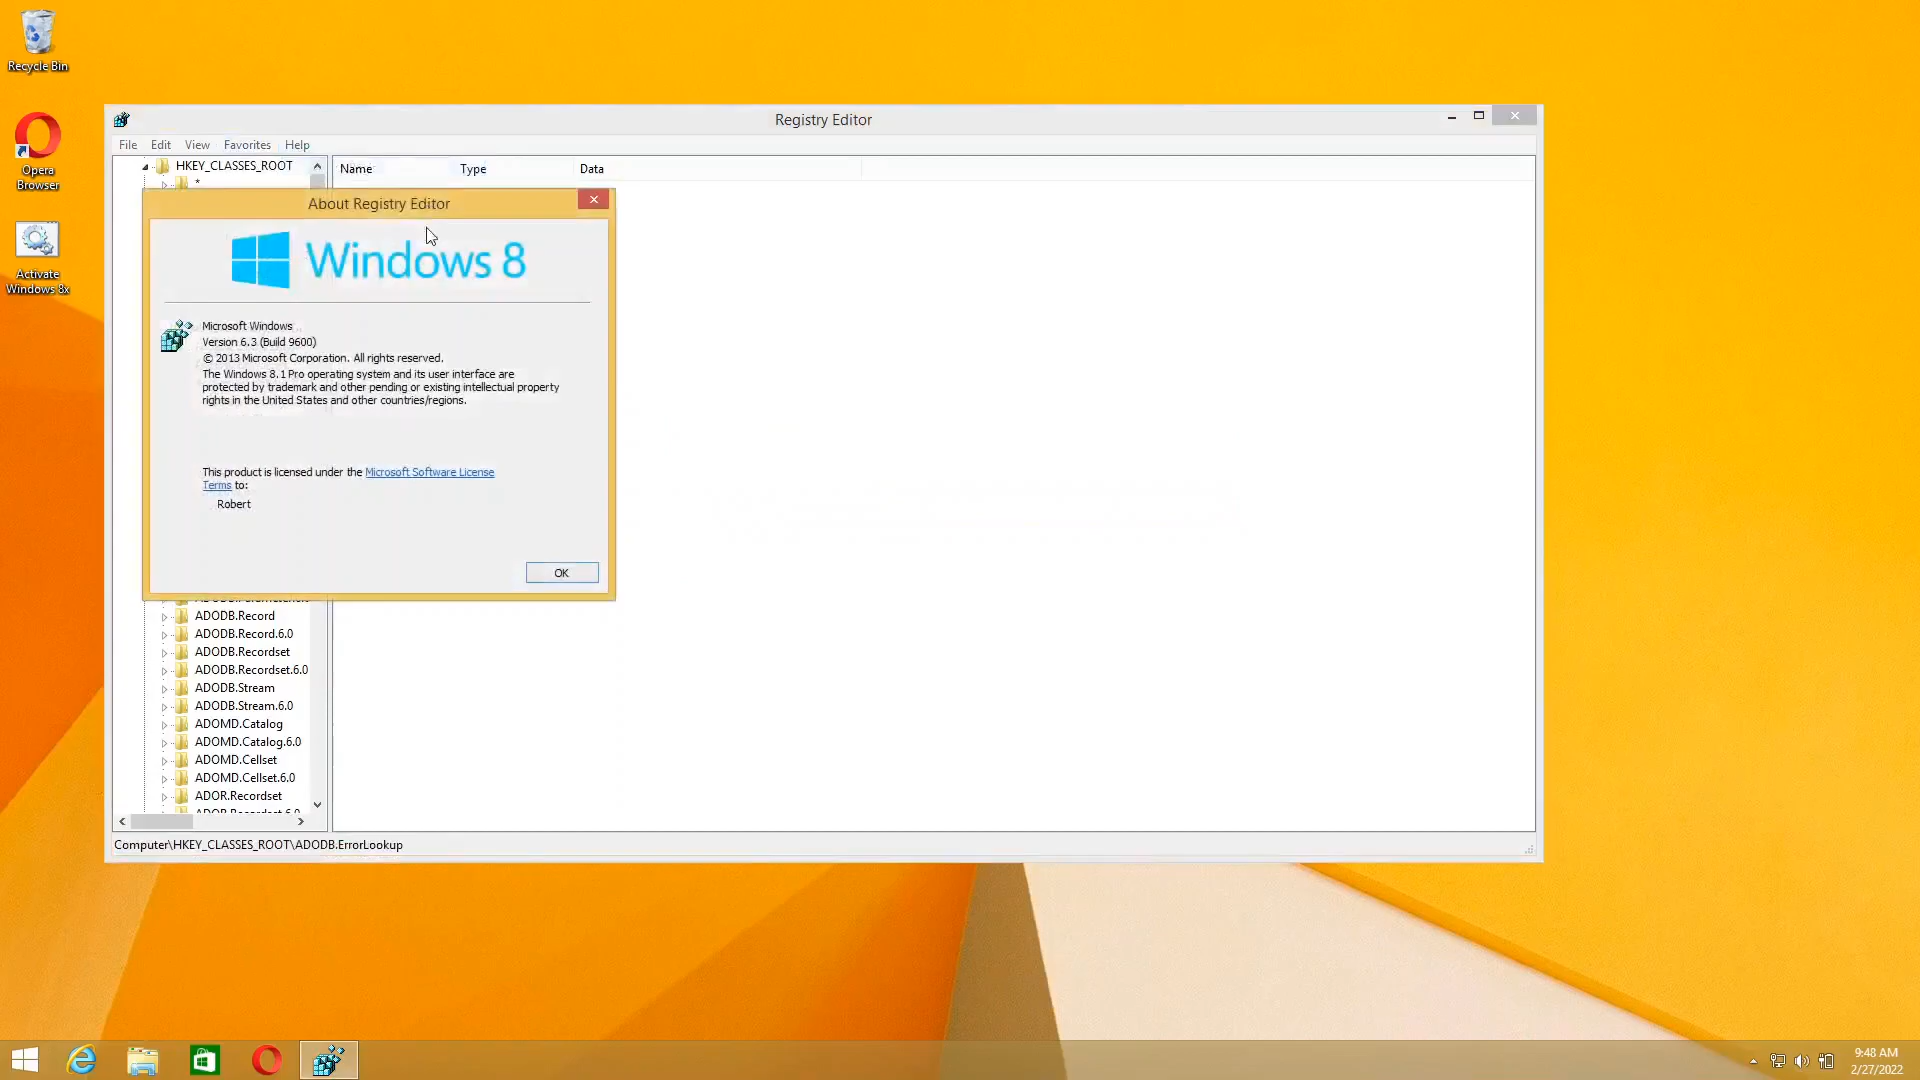 Recycle Bin
Opera
Browser
Activate
Windows 8x
Registry Editor
File Edit View Favorites Help
HKEY_CLASSES_ROOT
*
Name Type Data
About Registry Editor
Windows 8
Microsoft Windows
Version 6.3 (Build 9600)
© 2013 Microsoft Corporation. All rights reserved.
The Windows 8.1 Pro operating system and its user interface are
protected by trademark and other pending or existing intellectual property
rights in the United States and other countries/regions.
This product is licensed under the Microsoft Software License
Terms to:
Robert
OK
ADODB.Record
ADODB.Record.6.0
ADODB.Recordset
ADODB.Recordset.6.0
ADODB.Stream
ADODB.Stream.6.0
ADOMD.Catalog
ADOMD.Catalog.6.0
ADOMD.Cellset
ADOMD.Cellset.6.0
ADOR.Recordset
Computer\HKEY_CLASSES_ROOT\ADODB.ErrorLookup
9:48 AM
2/27/2022